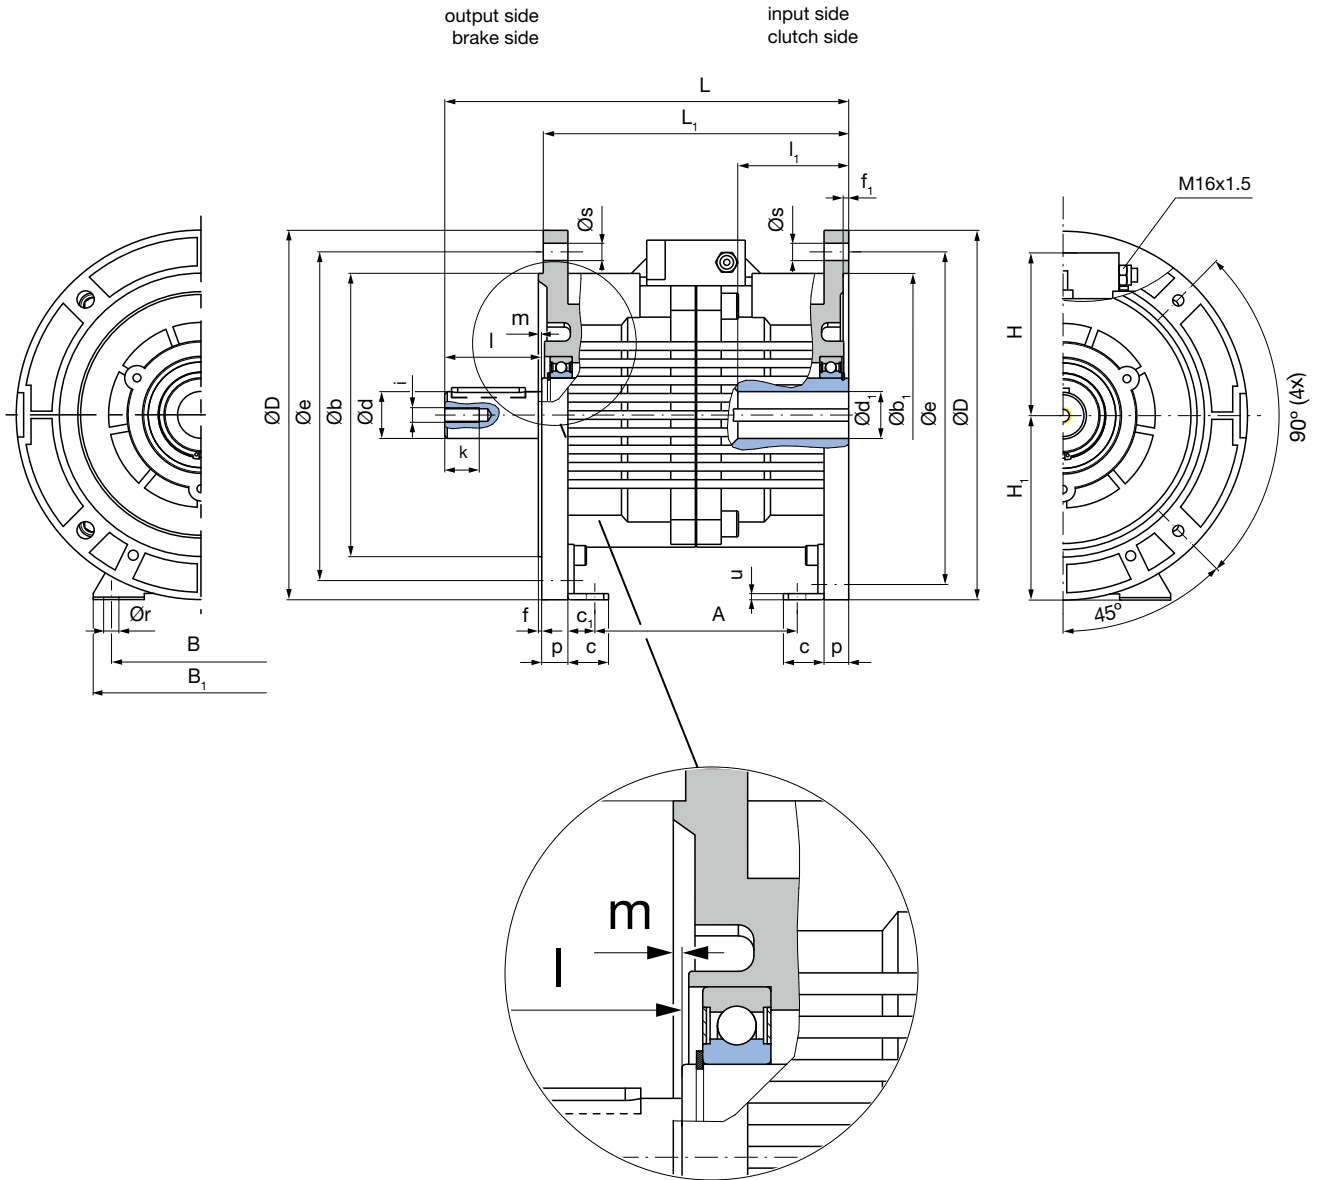 output side
brake side
input side
clutch side
L
L1
l1
f1
M16x1.5
Øs
Øs
m
l
i
k
ØD
Øe
Øb
Ød
Ød1
Øb1
Øe
ØD
H
H1
90° (4x)
45°
u
Ør
B
B1
f
c1
A
p
c
c
p
m
l